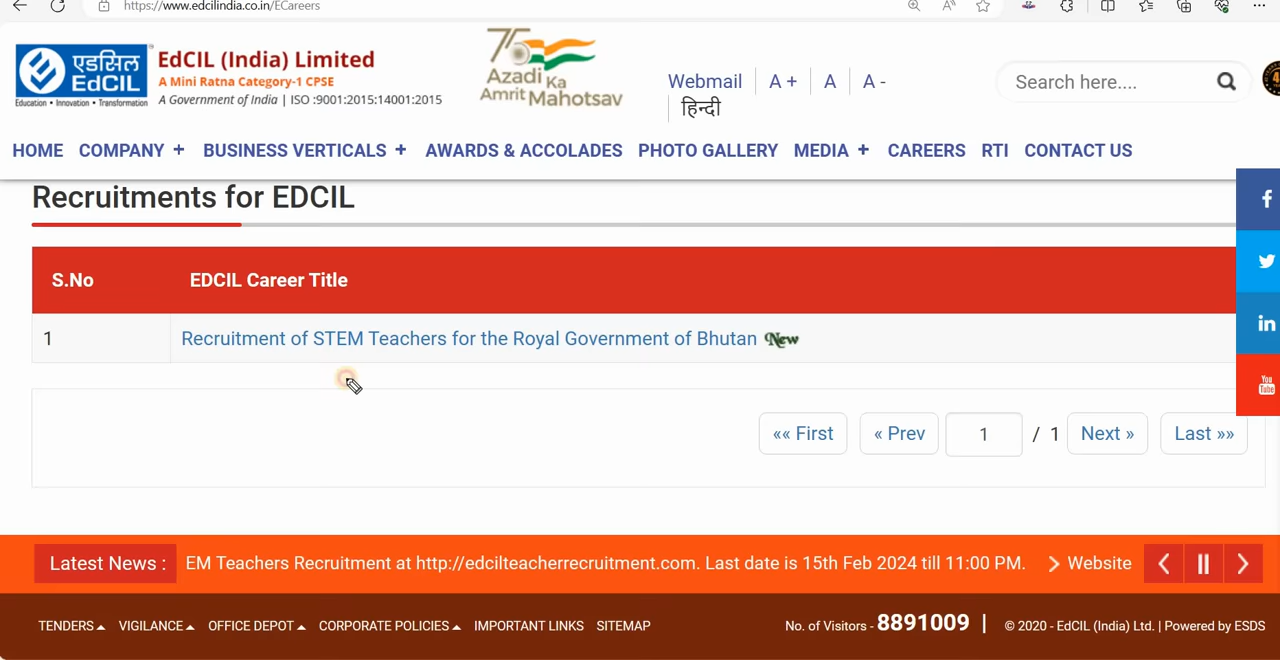 https://www.edcilindia.co.in/ECareers
एडसिल
EdCIL
Education • Innovation • Transformation
EdCIL (India) Limited
A Mini Ratna Category-1 CPSE
A Government of India | ISO :9001:2015:14001:2015
75
Azadi Ka
Amrit Mahotsav
Webmail A + A A -
हिन्दी
Search here....
HOME COMPANY + BUSINESS VERTICALS + AWARDS & ACCOLADES PHOTO GALLERY MEDIA + CAREERS RTI CONTACT US
Recruitments for EDCIL
S.No EDCIL Career Title
1 Recruitment of STEM Teachers for the Royal Government of Bhutan New
«« First « Prev 1 / 1 Next » Last »»
Latest News : EM Teachers Recruitment at http://edcilteacherrecruitment.com. Last date is 15th Feb 2024 till 11:00 PM. Website
TENDERS VIGILANCE OFFICE DEPOT CORPORATE POLICIES IMPORTANT LINKS SITEMAP No. of Visitors - 8891009 | © 2020 - EdCIL (India) Ltd. | Powered by ESDS
You
Tube